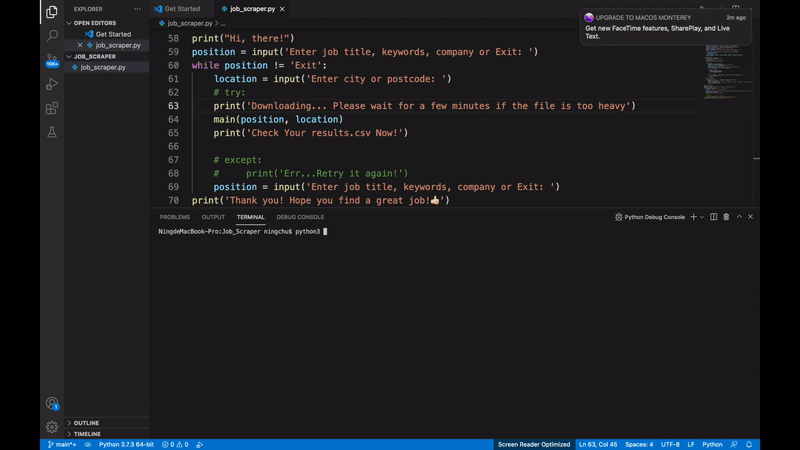 EXPLORER
Get Started
job_scraper.py
UPGRADE TO MACOS MONTEREY
2m ago
Get new FaceTime features, SharePlay, and Live
Text.
OPEN EDITORS
Get Started
job_scraper.py
JOB_SCRAPER
job_scraper.py
10K+
job_scraper.py > ...
58 print("Hi, there!")
59 position = input('Enter job title, keywords, company or Exit: ')
60 while position != 'Exit':
61 location = input('Enter city or postcode: ')
62 # try:
63 print('Downloading... Please wait for a few minutes if the file is too heavy')
64 main(position, location)
65 print('Check Your results.csv Now!')
66
67 # except:
68 #     print('Err...Retry it again!')
69 position = input('Enter job title, keywords, company or Exit: ')
70 print('Thank you! Hope you find a great job!👍🏻')
PROBLEMS OUTPUT TERMINAL DEBUG CONSOLE
Python Debug Console
NingdeMacBook-Pro:Job_Scraper ningchu$ python3
1
OUTLINE
TIMELINE
main*+ Python 3.7.3 64-bit 0 0
Screen Reader Optimized Ln 63, Col 45 Spaces: 4 UTF-8 LF Python